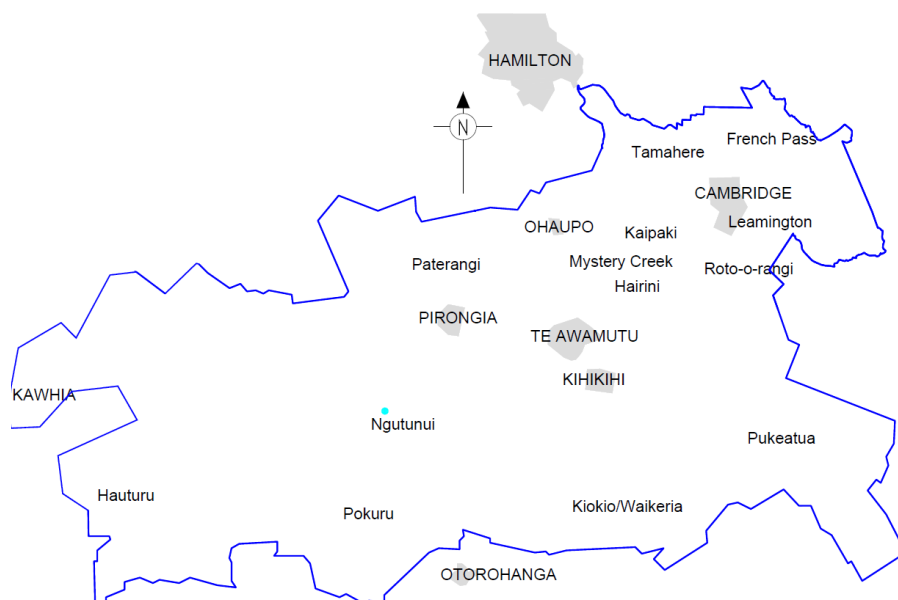 HAMILTON
N
French Pass
Tamahere
CAMBRIDGE
Leamington
OHAUPO
Kaipaki
Mystery Creek
Paterangi
Roto-o-rangi
Hairini
PIRONGIA
TE AWAMUTU
KIHIKIHI
KAWHIA
Ngutunui
Pukeatua
Hauturu
Kiokio/Waikeria
Pokuru
OTOROHANGA